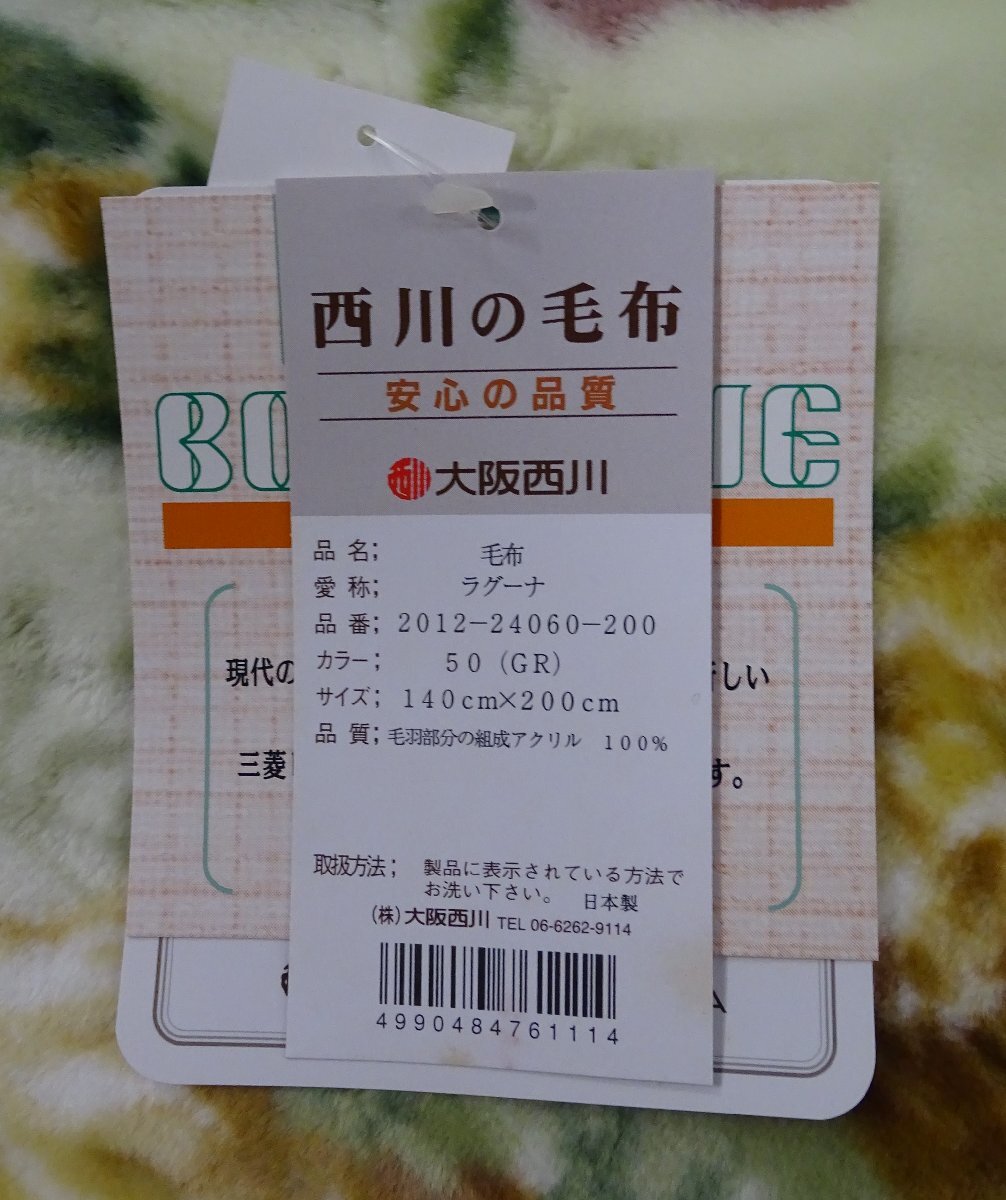 西川の毛布
安心の品質
西川 大阪西川
品 名; 毛布
愛 称; ラグーナ
品 番; 2012−24060−200
カラー; 50(GR)
サイズ; 140cm×200cm
品 質; 毛羽部分の組成アクリル 100%
取扱方法; 製品に表示されている方法で
お洗い下さい。 日本製
(株)大阪西川 TEL 06-6262-9114
4990484761114
現代の
しい
三菱
す。